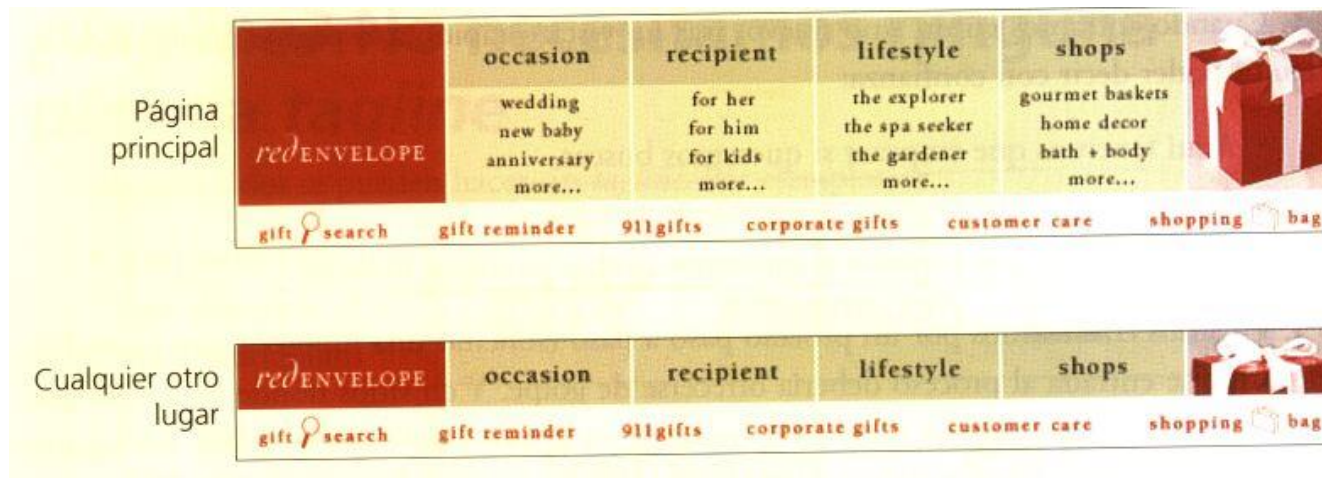 Página
principal
redENVELOPE
occasion recipient lifestyle shops
wedding for her the explorer gourmet baskets
new baby for him the spa seeker home decor
anniversary for kids the gardener bath + body
more... more... more... more...
gift search gift reminder 911gifts corporate gifts customer care shopping bag
Cualquier otro
lugar
redENVELOPE occasion recipient lifestyle shops
gift search gift reminder 911gifts corporate gifts customer care shopping bag